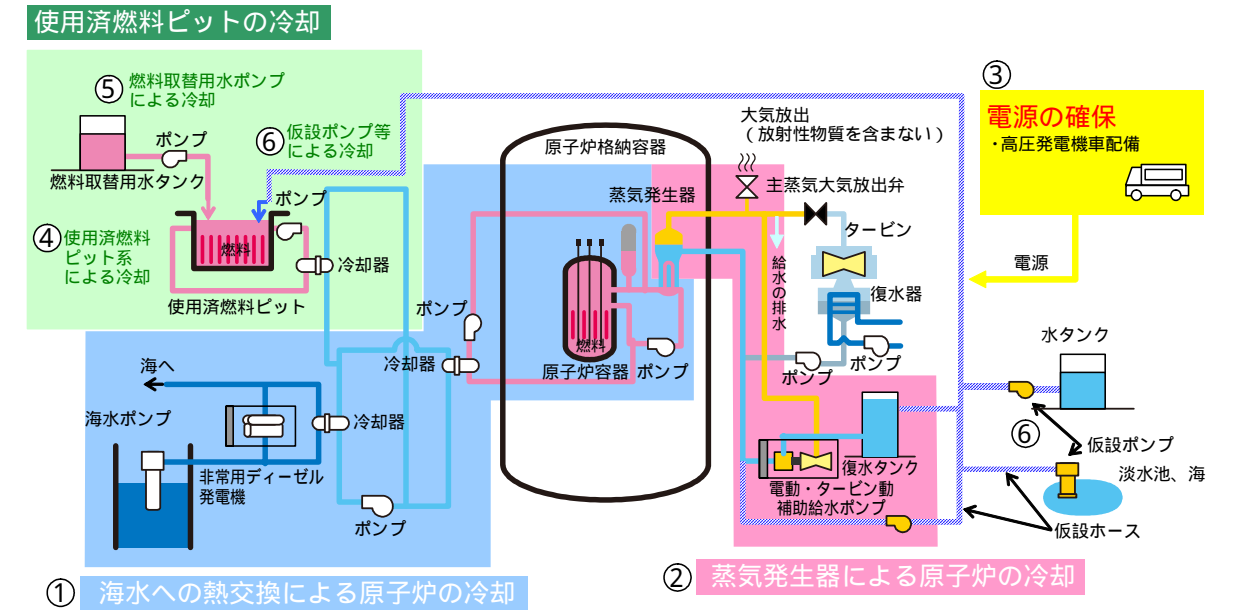 使用済燃料ピットの冷却
⑤
燃料取替用水ポンプ
による冷却
ポンプ
燃料取替用水タンク
⑥
仮設ポンプ等
による冷却
ポンプ
④
使用済燃料
ピット系
による冷却
燃料
冷却器
使用済燃料ピット
③
電源の確保
・高圧発電機車配備
電源
大気放出
（放射性物質を含まない）
原子炉格納容器
蒸気発生器
主蒸気大気放出弁
タービン
給水の排水
復水器
ポンプ
ポンプ
ポンプ
冷却器
燃料
原子炉容器
ポンプ
海へ
海水ポンプ
冷却器
非常用ディーゼル
発電機
ポンプ
水タンク
⑥
仮設ポンプ
淡水池、海
仮設ホース
復水タンク
電動・タービン動
補助給水ポンプ
①
海水への熱交換による原子炉の冷却
②
蒸気発生器による原子炉の冷却